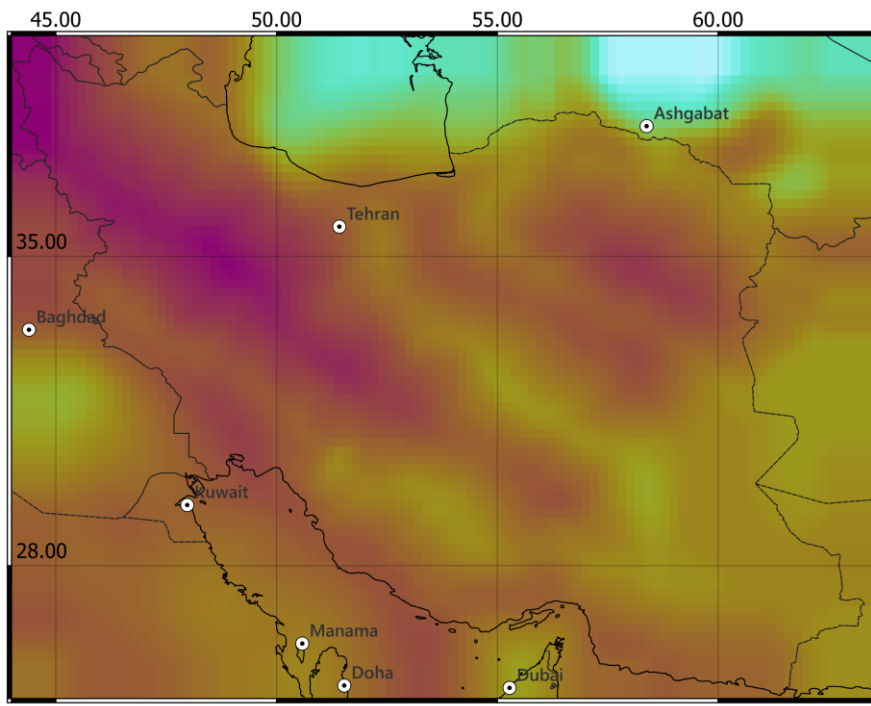 45.00 50.00 55.00 60.00
Ashgabat
Tehran
35.00
Baghdad
Kuwait
28.00
Manama
Doha
Dubai